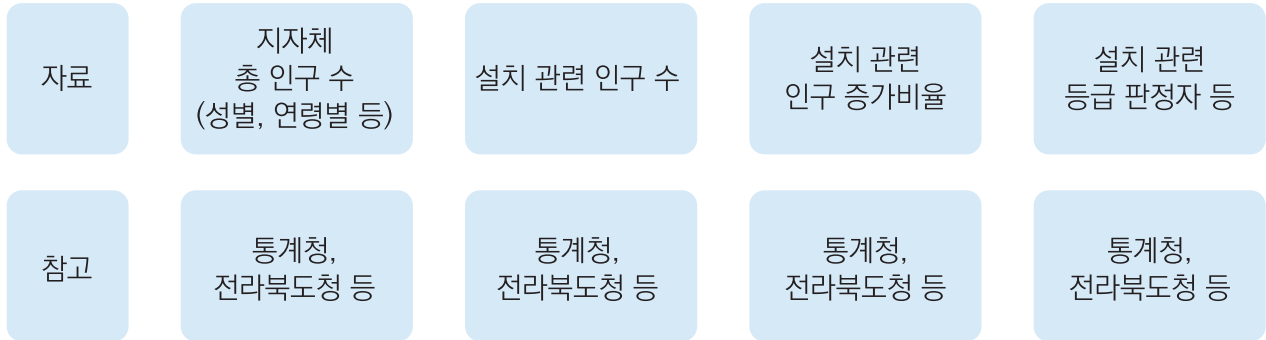 자료
지자체
총 인구 수
(성별, 연령별 등)
설치 관련 인구 수
설치 관련
인구 증가비율
설치 관련
등급 판정자 등
참고
통계청,
전라북도청 등
통계청,
전라북도청 등
통계청,
전라북도청 등
통계청,
전라북도청 등